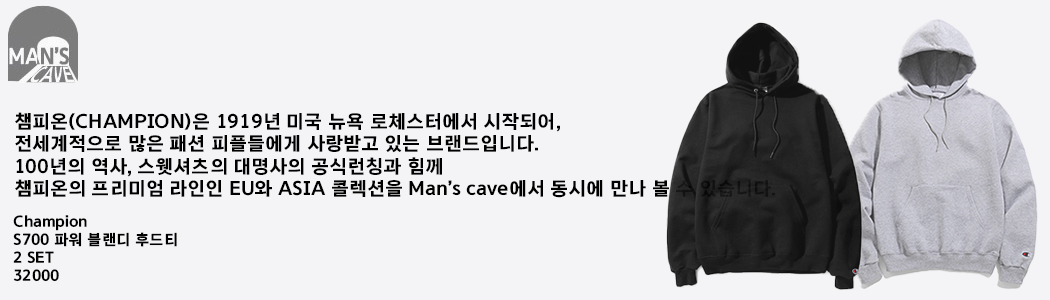 MAN'S
CAVE
챔피온(CHAMPION)은 1919년 미국 뉴욕 로체스터에서 시작되어,
전세계적으로 많은 패션 피플들에게 사랑받고 있는 브랜드입니다.
100년의 역사, 스웻셔츠의 대명사의 공식런칭과 힘께
챔피온의 프리미엄 라인인 EU와 ASIA 콜렉션을 Man's cave에서 동시에 만나 볼 수 있습니다.
Champion
S700 파워 블랜디 후드티
2 SET
32000